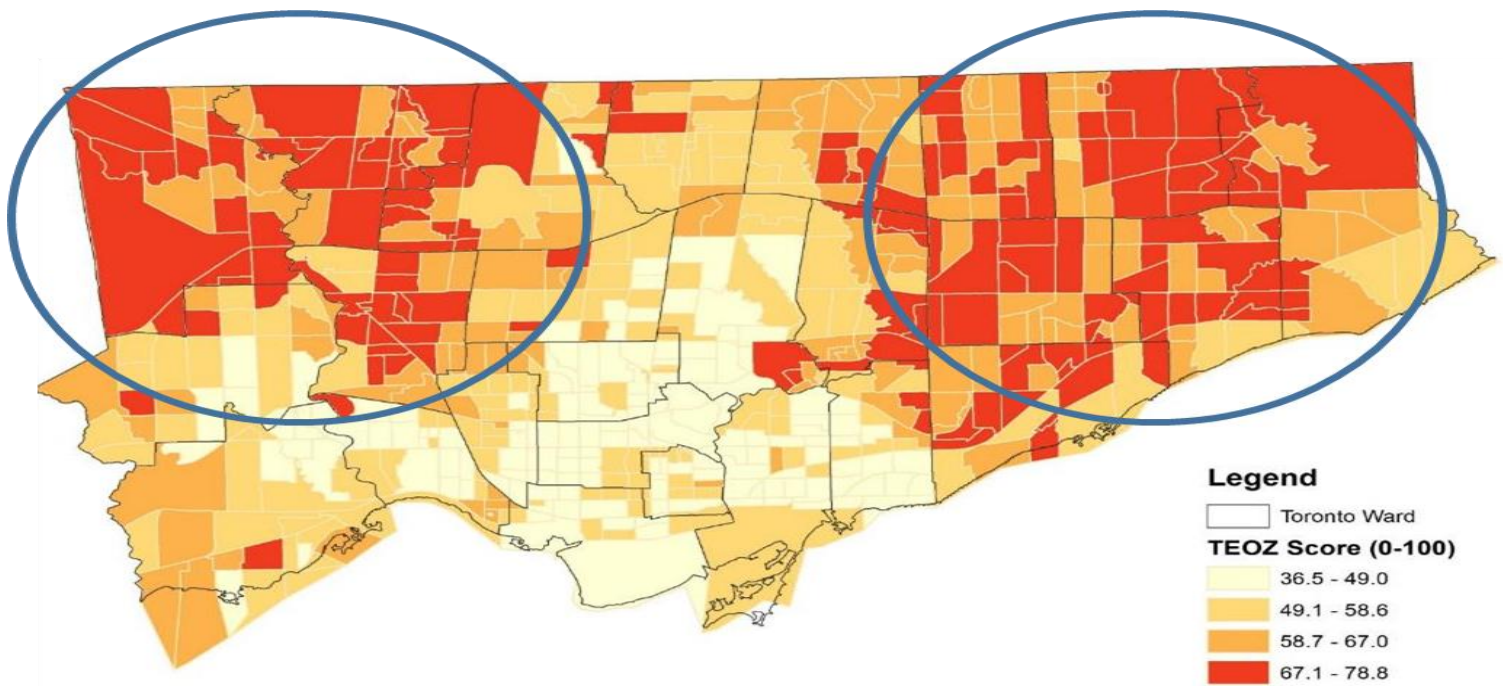 Legend
Toronto Ward
TEOZ Score (0-100)
36.5 - 49.0
49.1 - 58.6
58.7 - 67.0
67.1 - 78.8